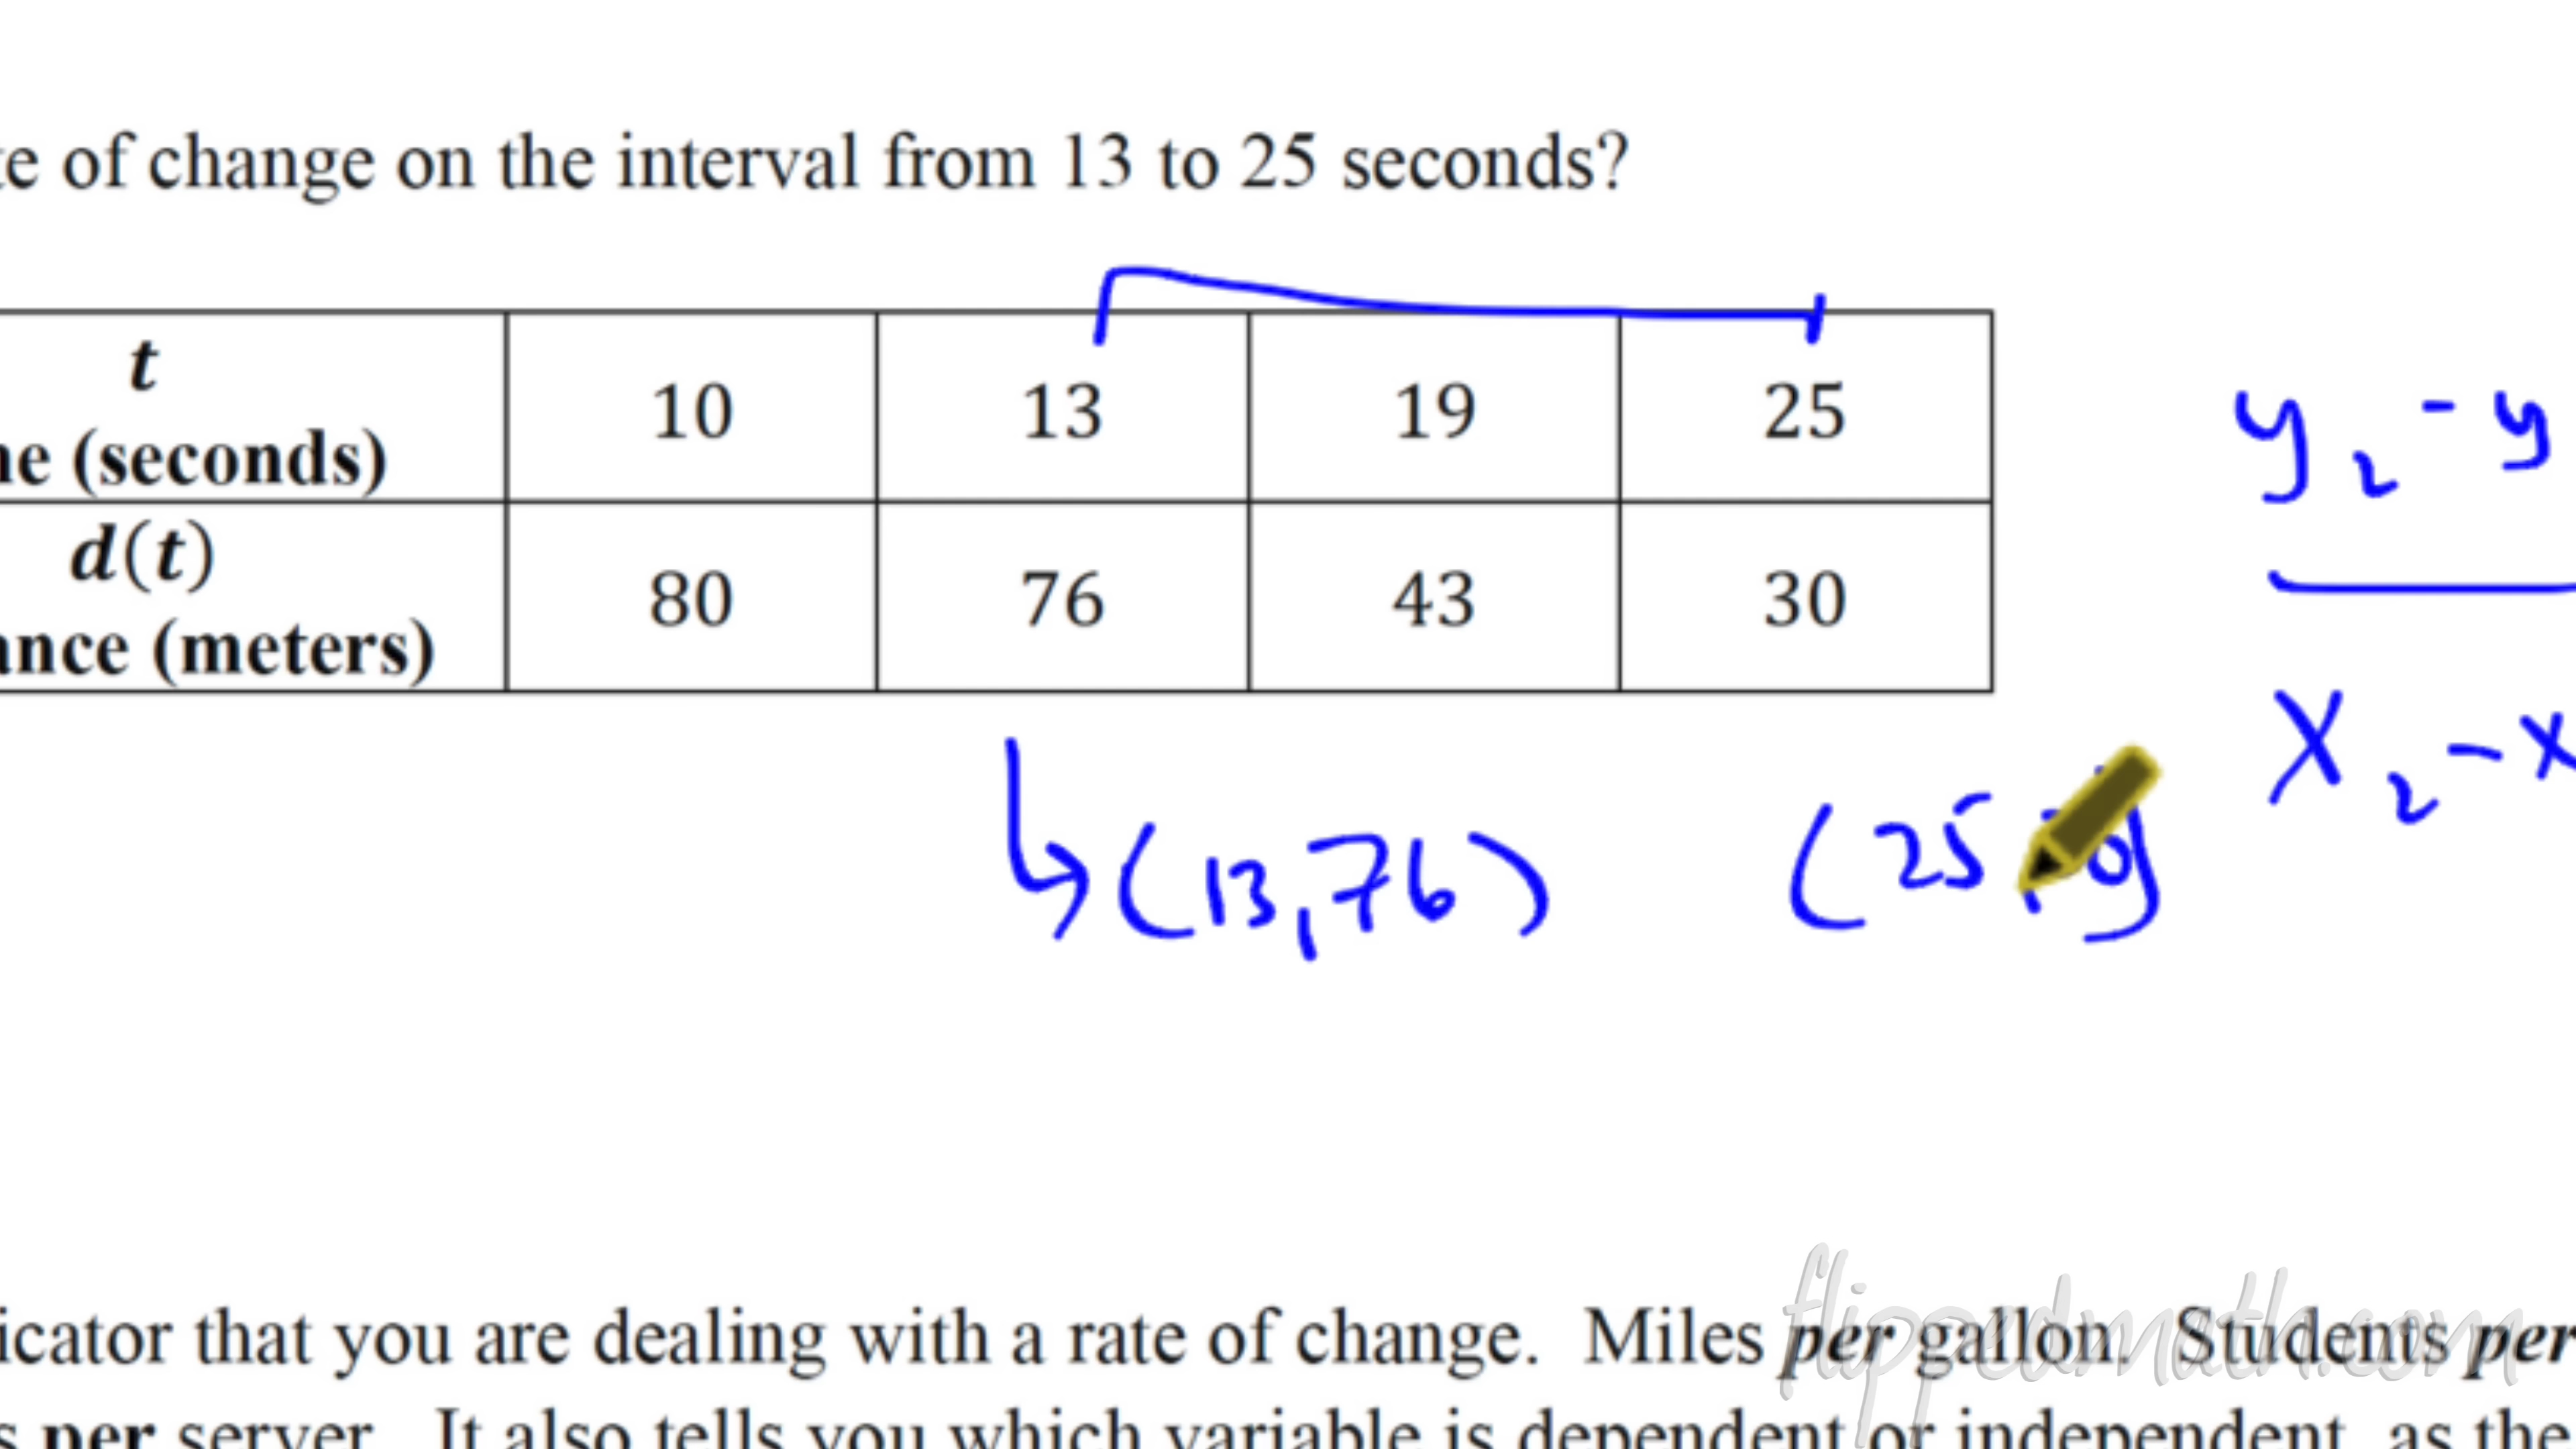 of change on the interval from 13 to 25 seconds?
t 10 13 19 25
(seconds)
d(t) 80 76 43 30
(meters)
y₂ - y
x₂ - x
(13,76) (25
flippedmath.com
that you are dealing with a rate of change. Miles per gallon. Students per
per server. It also tells you which variable is dependent or independent, as the